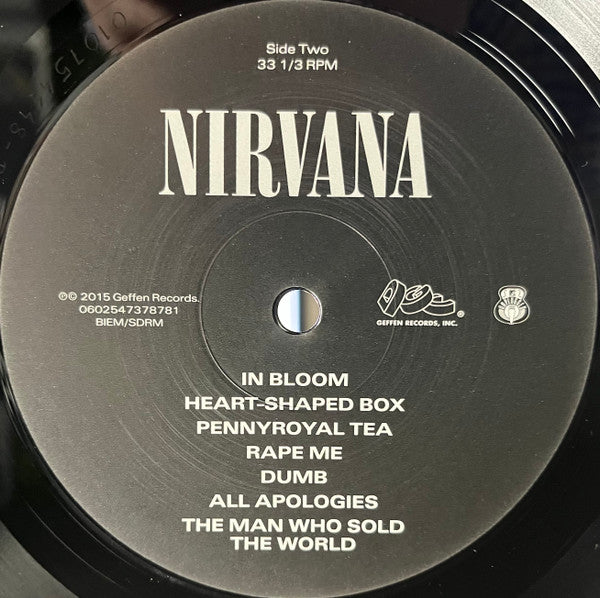 Side Two
33 1/3 RPM
NIRVANA
℗© 2015 Geffen Records.
0602547378781
BIEM/SDRM
GEFFEN RECORDS, INC.
®
IN BLOOM
HEART-SHAPED BOX
PENNYROYAL TEA
RAPE ME
DUMB
ALL APOLOGIES
THE MAN WHO SOLD
THE WORLD